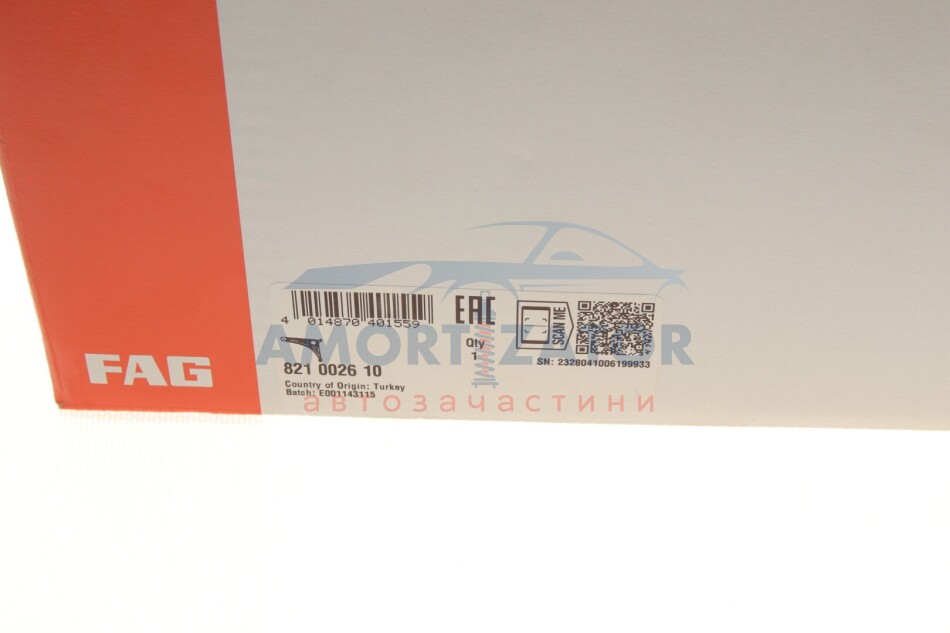 FAG
4 014870 401559
EAC
Qty
1
SCAN ME
821 0026 10
SN: 2328041006199933
Country of Origin: Turkey
Batch: E001143115
AMORTIZATOR
автозачастини